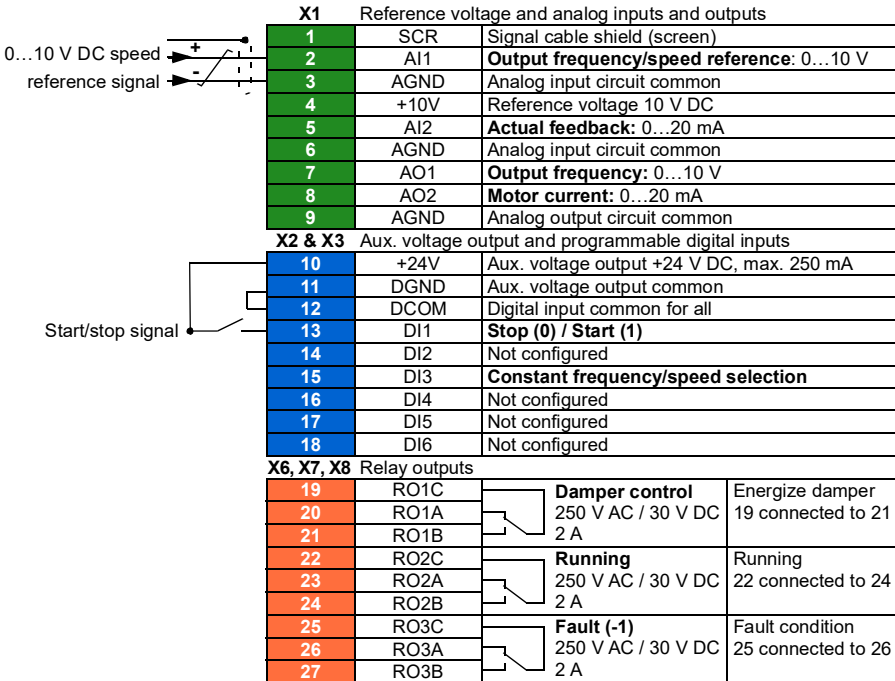 X1 Reference voltage and analog inputs and outputs
1 SCR Signal cable shield (screen)
0…10 V DC speed + 2 AI1 Output frequency/speed reference: 0…10 V
reference signal - 3 AGND Analog input circuit common
4 +10V Reference voltage 10 V DC
5 AI2 Actual feedback: 0…20 mA
6 AGND Analog input circuit common
7 AO1 Output frequency: 0…10 V
8 AO2 Motor current: 0…20 mA
9 AGND Analog output circuit common
X2 & X3 Aux. voltage output and programmable digital inputs
10 +24V Aux. voltage output +24 V DC, max. 250 mA
11 DGND Aux. voltage output common
12 DCOM Digital input common for all
Start/stop signal 13 DI1 Stop (0) / Start (1)
14 DI2 Not configured
15 DI3 Constant frequency/speed selection
16 DI4 Not configured
17 DI5 Not configured
18 DI6 Not configured
X6, X7, X8 Relay outputs
19 RO1C Damper control Energize damper
20 RO1A 250 V AC / 30 V DC 19 connected to 21
21 RO1B 2 A
22 RO2C Running Running
23 RO2A 250 V AC / 30 V DC 22 connected to 24
24 RO2B 2 A
25 RO3C Fault (-1) Fault condition
26 RO3A 250 V AC / 30 V DC 25 connected to 26
27 RO3B 2 A